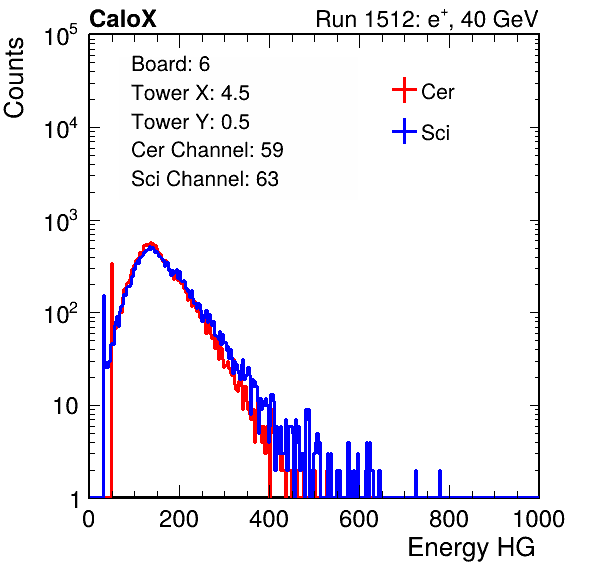 CaloX Run 1512: e⁺, 40 GeV
Counts
Board: 6
Tower X: 4.5
Tower Y: 0.5
Cer Channel: 59
Sci Channel: 63
Cer
Sci
10⁵
10⁴
10³
10²
10
1
0 200 400 600 800 1000
Energy HG